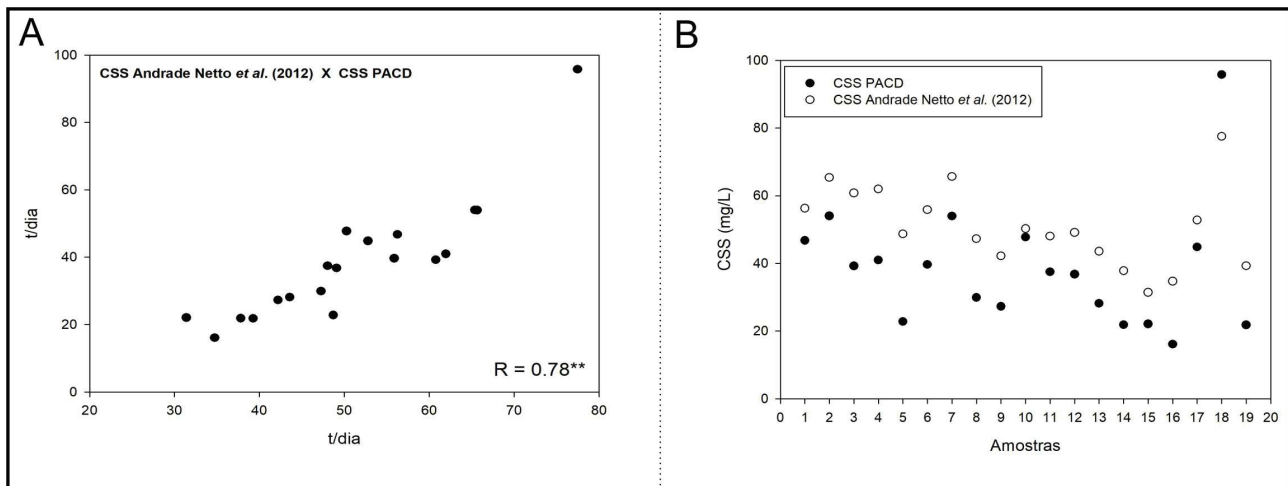 A
CSS Andrade Netto et al. (2012) X CSS PACD
100
80
60
40
20
0
t/dia
R = 0.78**
20 30 40 50 60 70 80
t/dia
B
CSS PACD
CSS Andrade Netto et al. (2012)
100
80
60
40
20
0
CSS (mg/L)
0 1 2 3 4 5 6 7 8 9 10 11 12 13 14 15 16 17 18 19 20
Amostras